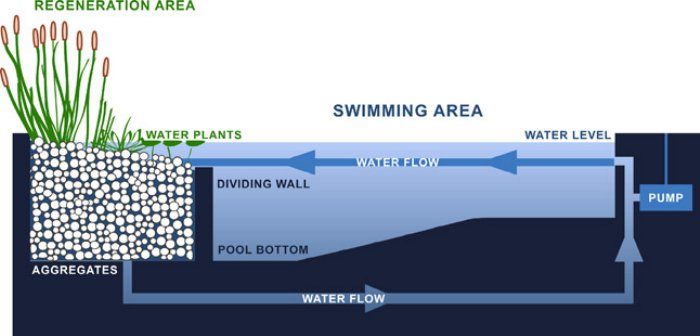 REGENERATION AREA
SWIMMING AREA
WATER PLANTS
WATER LEVEL
WATER FLOW
DIVIDING WALL
PUMP
POOL BOTTOM
AGGREGATES
WATER FLOW